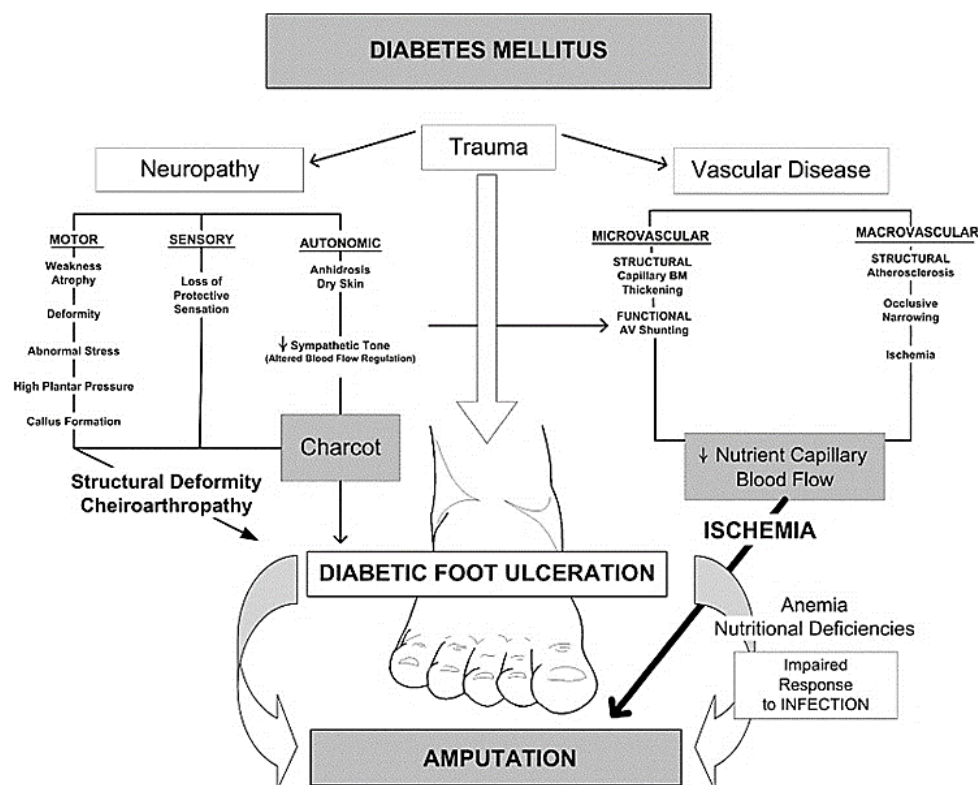 DIABETES MELLITUS
Trauma
Neuropathy
Vascular Disease
MOTOR
Weakness
Atrophy
Deformity
Abnormal Stress
High Plantar Pressure
Callus Formation
SENSORY
Loss of
Protective
Sensation
AUTONOMIC
Anhidrosis
Dry Skin
↓ Sympathetic Tone
(Altered Blood Flow Regulation)
MICROVASCULAR
STRUCTURAL
Capillary BM
Thickening
FUNCTIONAL
AV Shunting
MACROVASCULAR
STRUCTURAL
Atherosclerosis
Occlusive
Narrowing
Ischemia
Charcot
↓ Nutrient Capillary
Blood Flow
Structural Deformity
Cheiroarthropathy
ISCHEMIA
DIABETIC FOOT ULCERATION
Anemia
Nutritional Deficiencies
Impaired
Response
to INFECTION
AMPUTATION